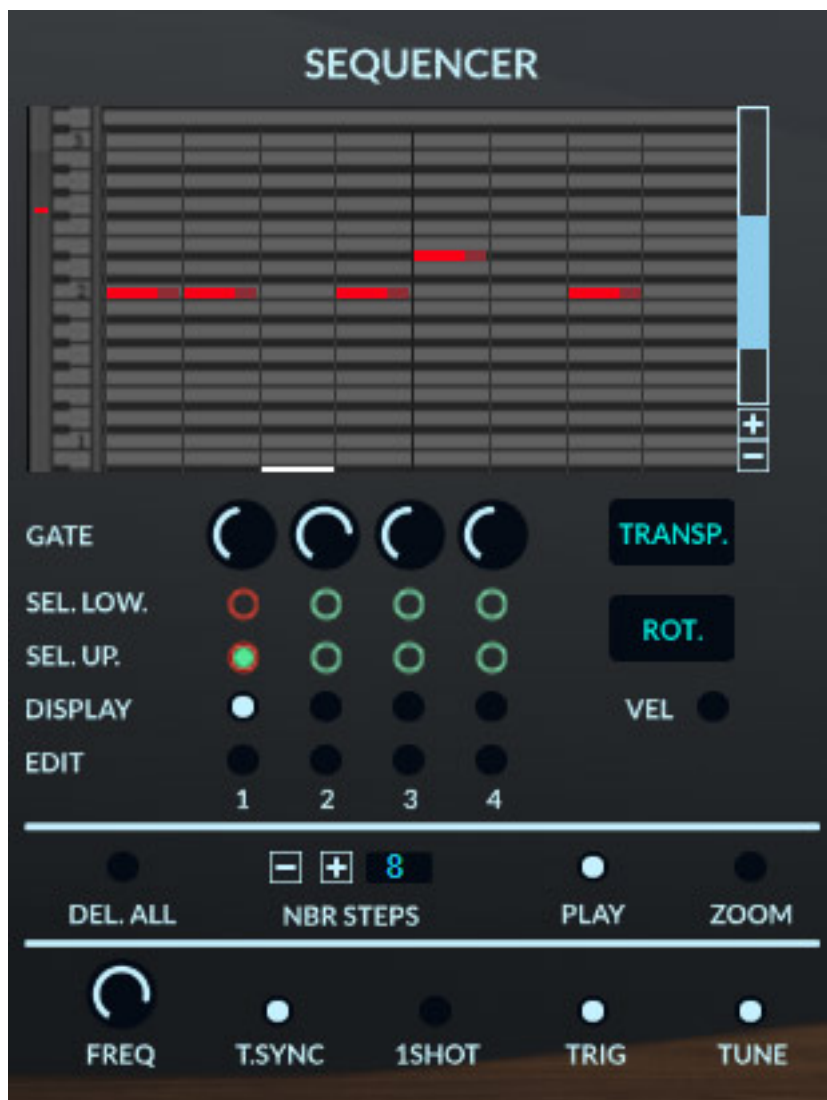 SEQUENCER
GATE
TRANSP.
SEL. LOW.
ROT.
SEL. UP.
DISPLAY
VEL
EDIT
1 2 3 4
- + 8
DEL. ALL NBR STEPS PLAY ZOOM
FREQ T.SYNC 1SHOT TRIG TUNE